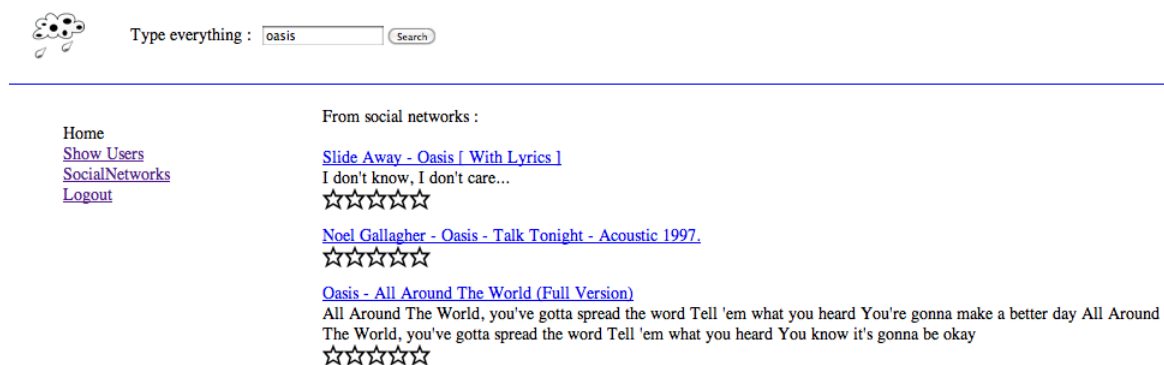 Type everything : oasis Search
Home
Show Users
SocialNetworks
Logout
From social networks :
Slide Away - Oasis [ With Lyrics ]
I don't know, I don't care...
Noel Gallagher - Oasis - Talk Tonight - Acoustic 1997.
Oasis - All Around The World (Full Version)
All Around The World, you've gotta spread the word Tell 'em what you heard You're gonna make a better day All Around
The World, you've gotta spread the word Tell 'em what you heard You know it's gonna be okay